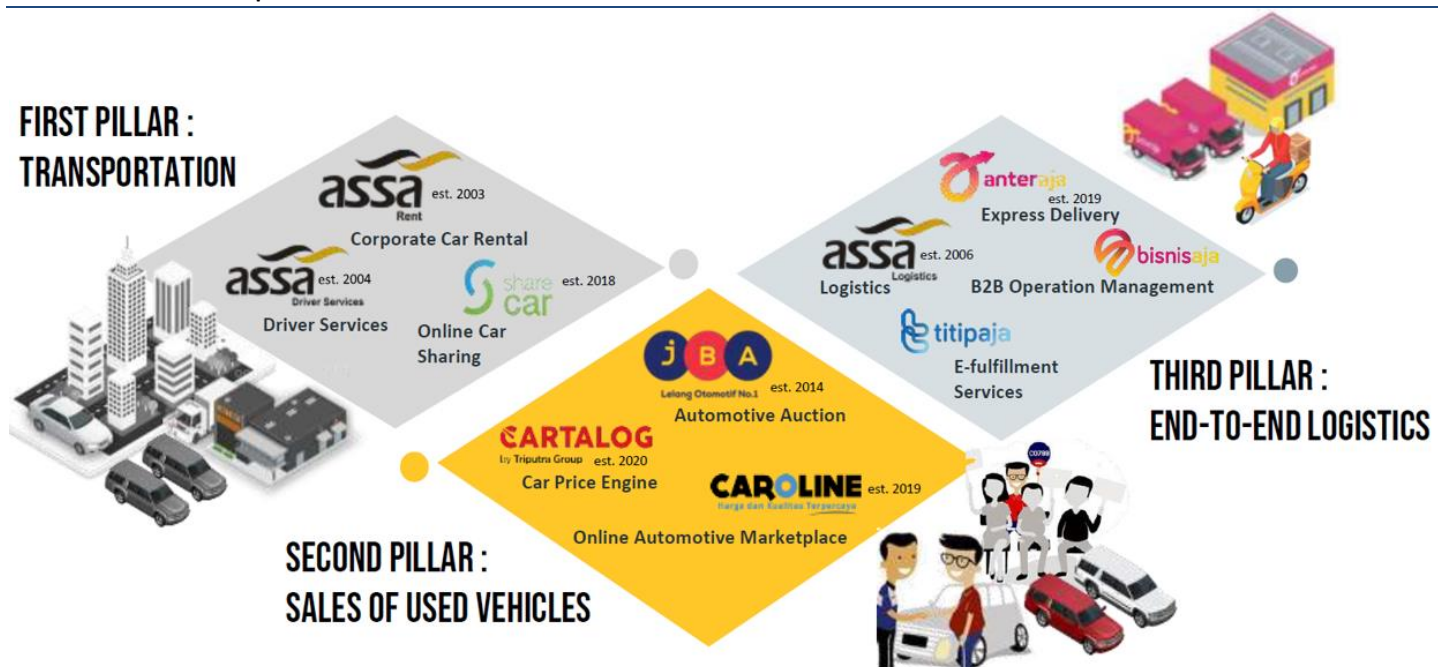 FIRST PILLAR :
TRANSPORTATION
assa
Rent
est. 2003
Corporate Car Rental
assa
Driver Services
est. 2004
Driver Services
share
car
est. 2018
Online Car
Sharing
JBA
Lelang Otomotif No.1
est. 2014
Automotive Auction
CARTALOG
by Triputra Group
est. 2020
Car Price Engine
CAROLINE
Harga dan Kualitas Terpercaya
est. 2019
Online Automotive Marketplace
SECOND PILLAR :
SALES OF USED VEHICLES
anteraja
est. 2019
Express Delivery
assa
Logistics
est. 2006
Logistics
bisnisaja
B2B Operation Management
titipaja
E-fulfillment
Services
THIRD PILLAR :
END-TO-END LOGISTICS